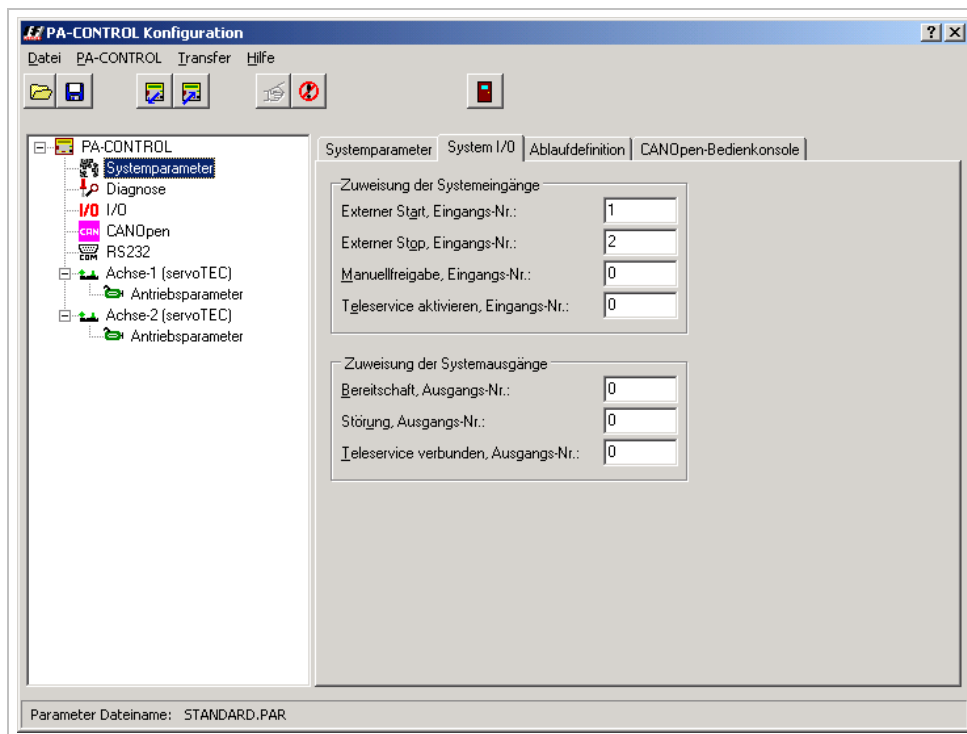 PA-CONTROL Konfiguration
Datei PA-CONTROL Transfer Hilfe
PA-CONTROL
Systemparameter
Diagnose
I/O I/O
CAN CANOpen
COM RS232
Achse-1 (servoTEC)
Antriebsparameter
Achse-2 (servoTEC)
Antriebsparameter
Systemparameter System I/O Ablaufdefinition CANOpen-Bedienkonsole
Zuweisung der Systemeingänge
Externer Start, Eingangs-Nr.: 1
Externer Stop, Eingangs-Nr.: 2
Manuellfreigabe, Eingangs-Nr.: 0
Teleservice aktivieren, Eingangs-Nr.: 0
Zuweisung der Systemausgänge
Bereitschaft, Ausgangs-Nr.: 0
Störung, Ausgangs-Nr.: 0
Teleservice verbunden, Ausgangs-Nr.: 0
Parameter Dateiname: STANDARD.PAR